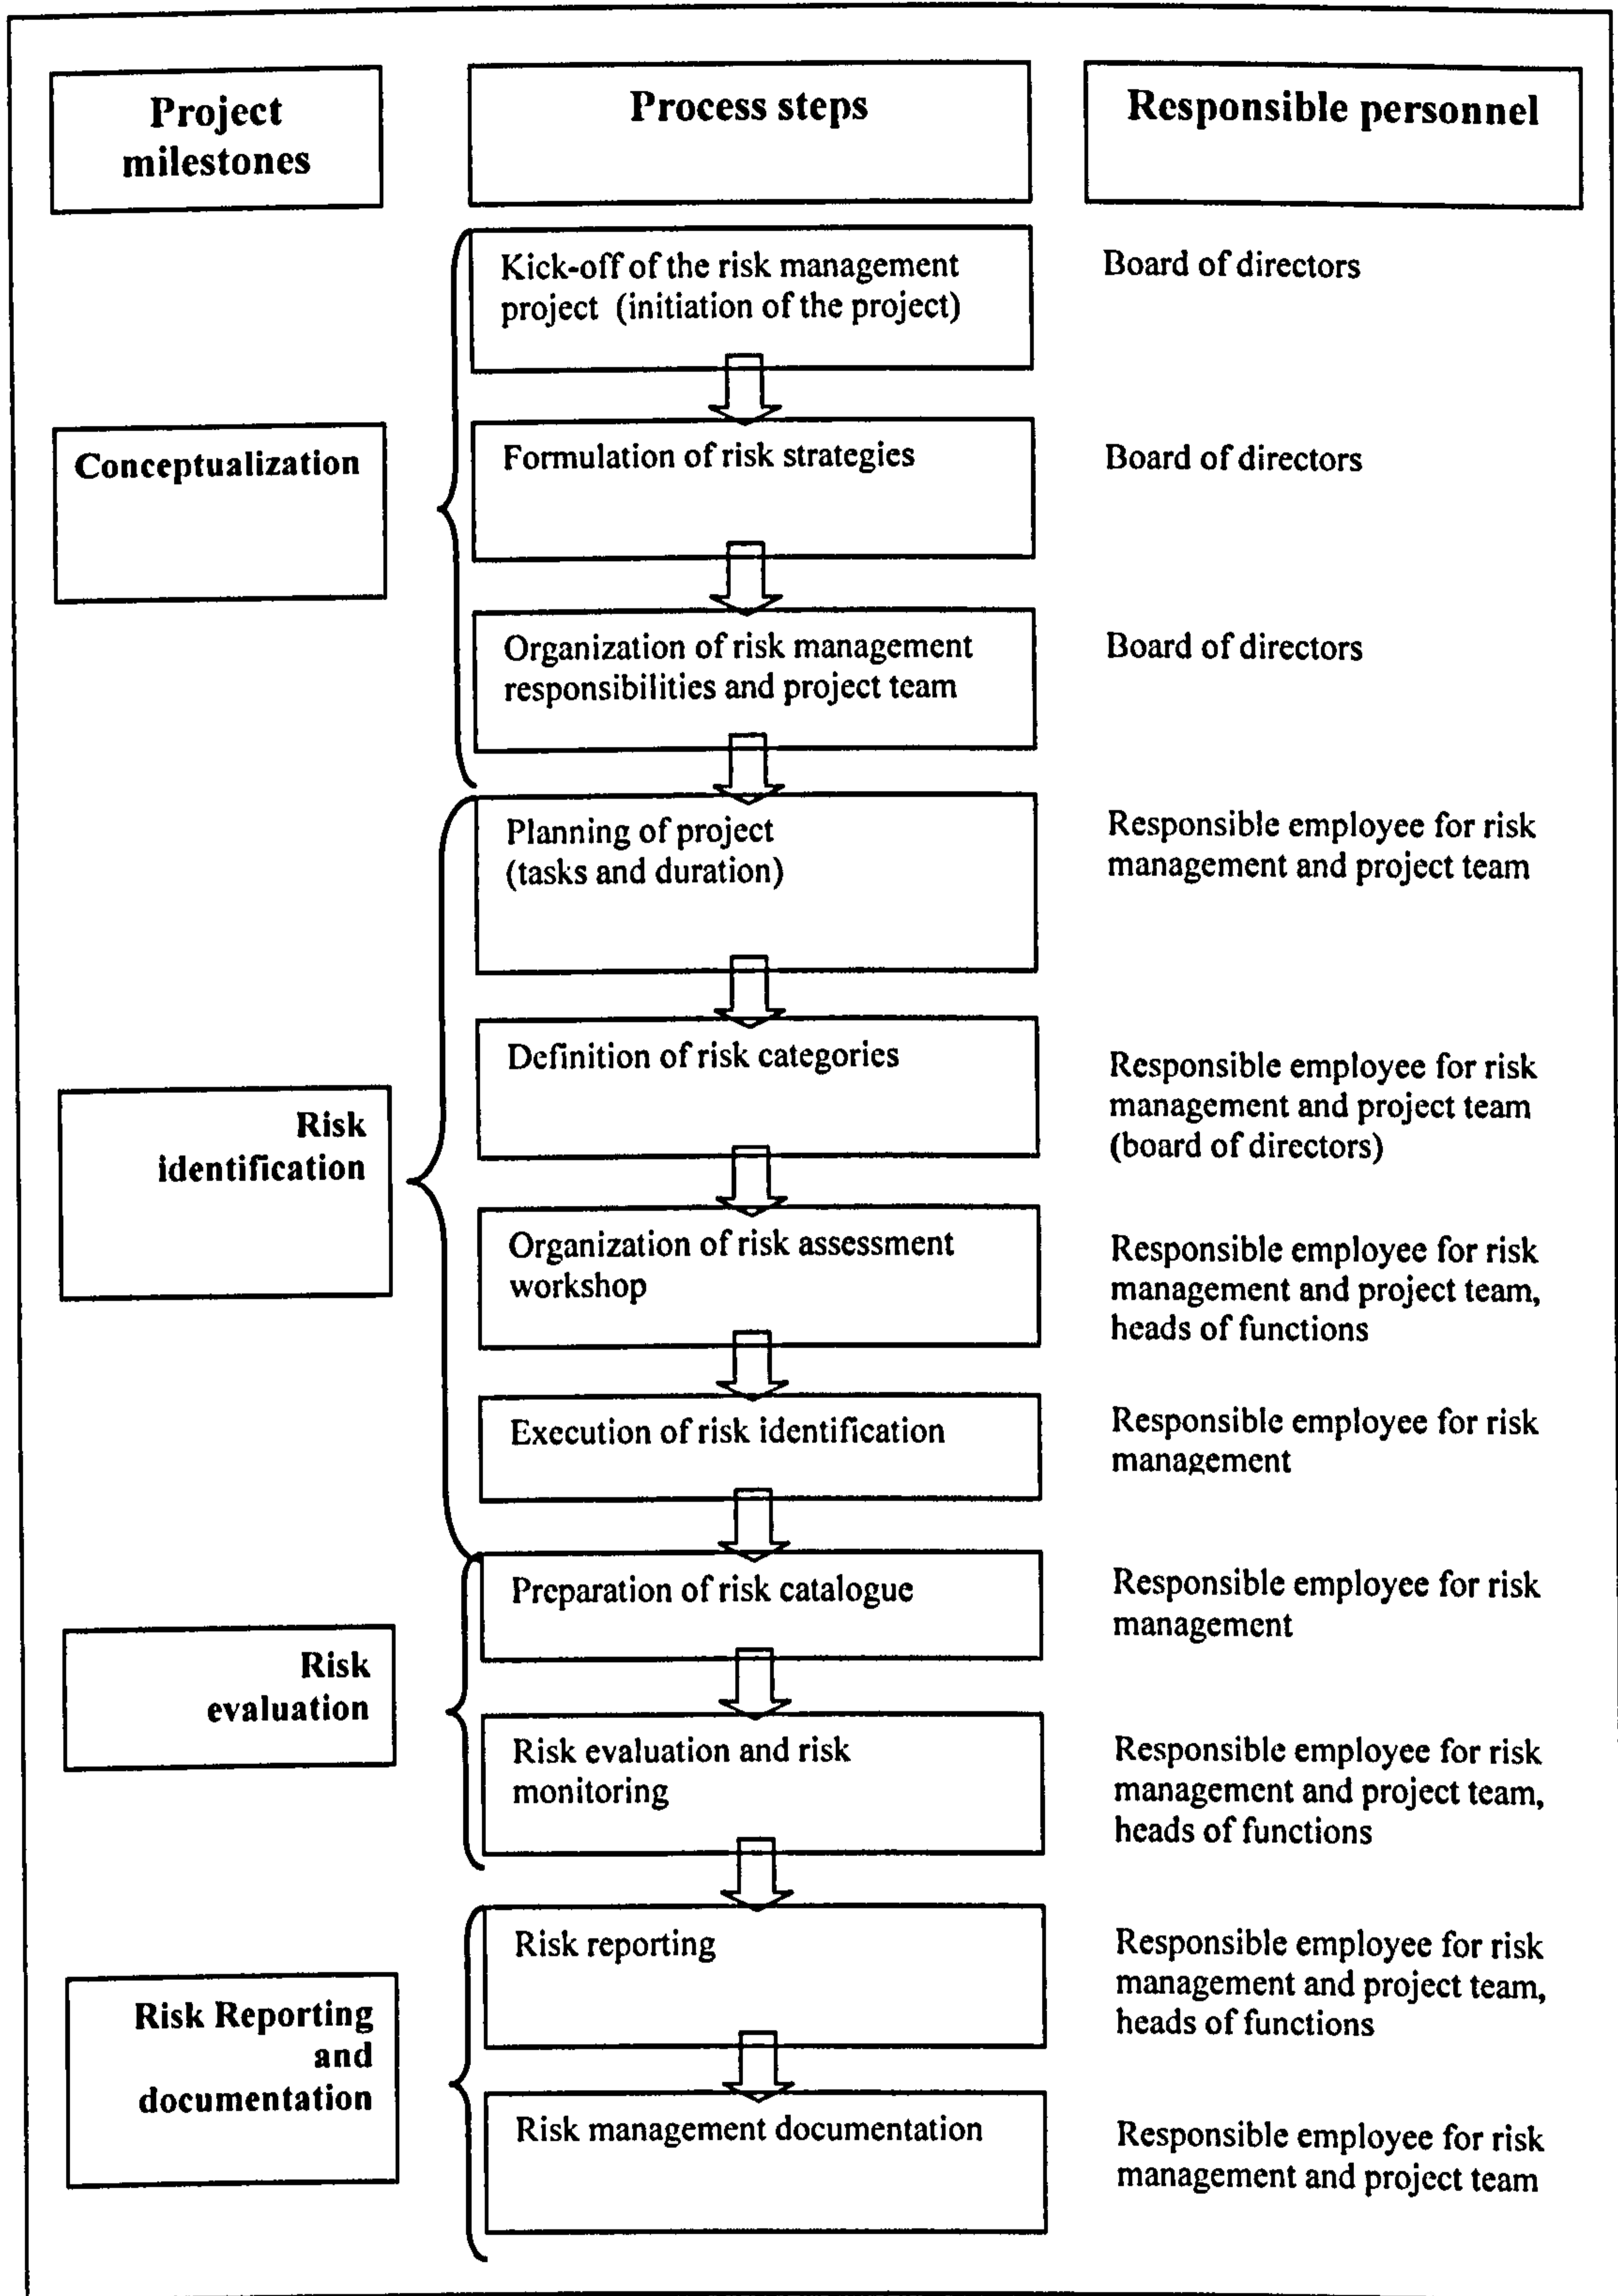 Project
milestones
Process steps
Responsible personnel
Kick-off of the risk management
project (initiation of the project)
Board of directors
Conceptualization
Formulation of risk strategies
Board of directors
Organization of risk management
responsibilities and project team
Board of directors
Planning of project
(tasks and duration)
Responsible employee for risk
management and project team
Risk
identification
Definition of risk categories
Responsible employee for risk
management and project team
(board of directors)
Organization of risk assessment
workshop
Responsible employee for risk
management and project team,
heads of functions
Execution of risk identification
Responsible employee for risk
management
Preparation of risk catalogue
Responsible employee for risk
management
Risk
evaluation
Risk evaluation and risk
monitoring
Responsible employee for risk
management and project team,
heads of functions
Risk reporting
Responsible employee for risk
management and project team,
heads of functions
Risk Reporting
and
documentation
Risk management documentation
Responsible employee for risk
management and project team